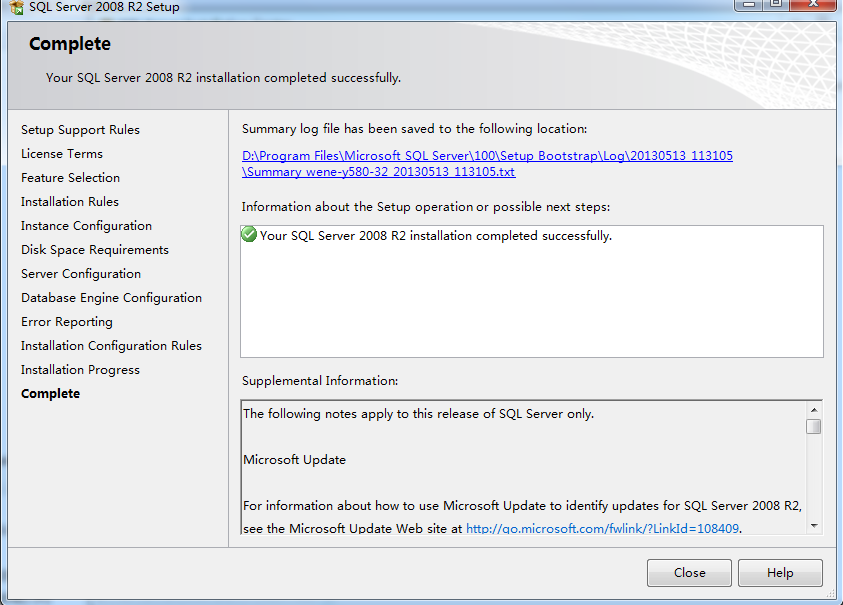 SQL Server 2008 R2 Setup
Complete
Your SQL Server 2008 R2 installation completed successfully.
Setup Support Rules
License Terms
Feature Selection
Installation Rules
Instance Configuration
Disk Space Requirements
Server Configuration
Database Engine Configuration
Error Reporting
Installation Configuration Rules
Installation Progress
Complete
Summary log file has been saved to the following location:
D:\Program Files\Microsoft SQL Server\100\Setup Bootstrap\Log\20130513_113105
\Summary_wene-y580-32_20130513_113105.txt
Information about the Setup operation or possible next steps:
Your SQL Server 2008 R2 installation completed successfully.
Supplemental Information:
The following notes apply to this release of SQL Server only.
Microsoft Update
For information about how to use Microsoft Update to identify updates for SQL Server 2008 R2,
see the Microsoft Update Web site at http://go.microsoft.com/fwlink/?LinkId=108409.
Close
Help